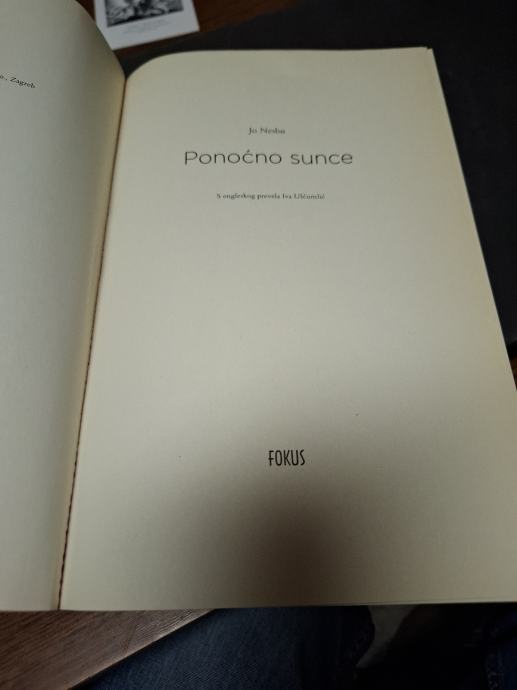 Zagreb
Jo Nesbø
Ponoćno sunce
S engleskog prevela Iva Ušćumlić
FOKUS